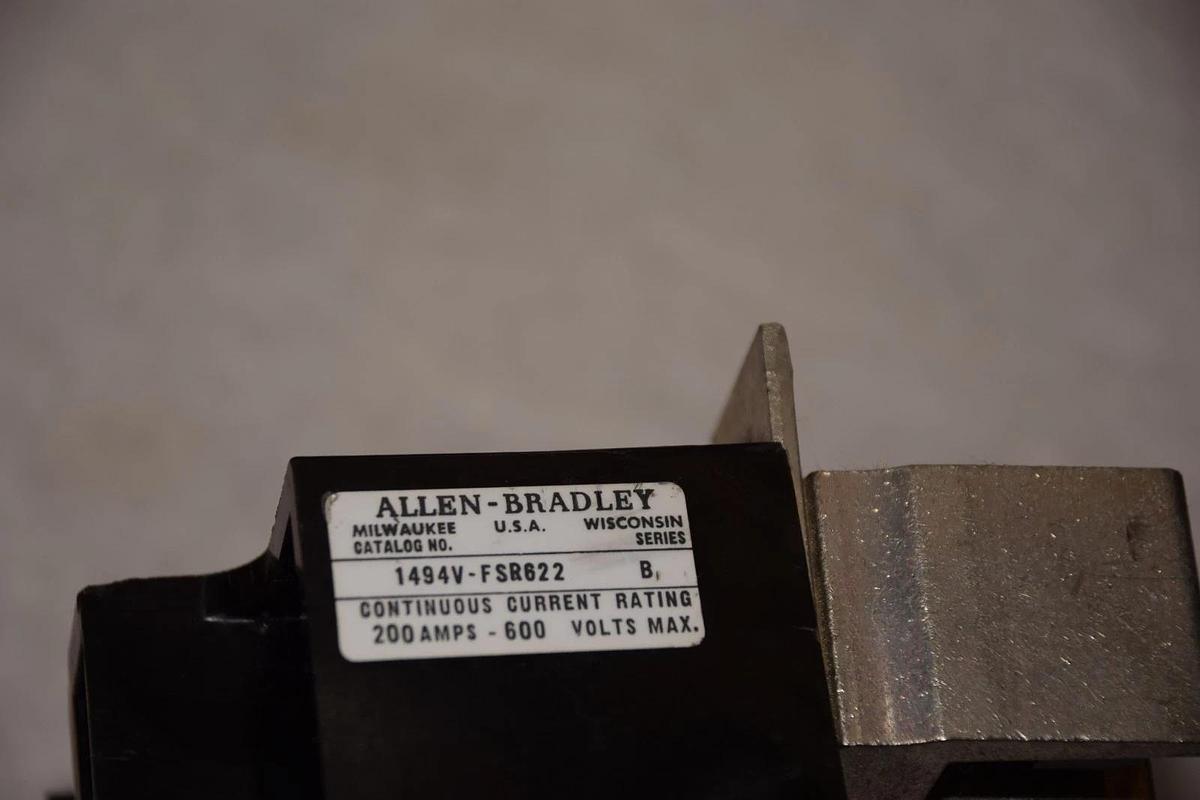 ALLEN-BRADLEY
MILWAUKEE U.S.A. WISCONSIN
CATALOG NO. SERIES
1494V-FSR622 B
CONTINUOUS CURRENT RATING
200 AMPS - 600 VOLTS MAX.